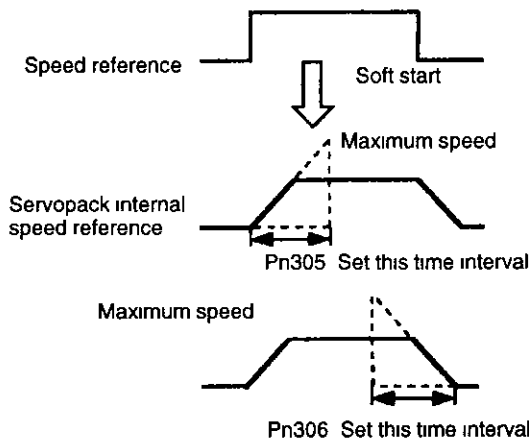 Speed reference
Soft start
Maximum speed
Servopack internal
speed reference
Pn305 Set this time interval
Maximum speed
Pn306 Set this time interval